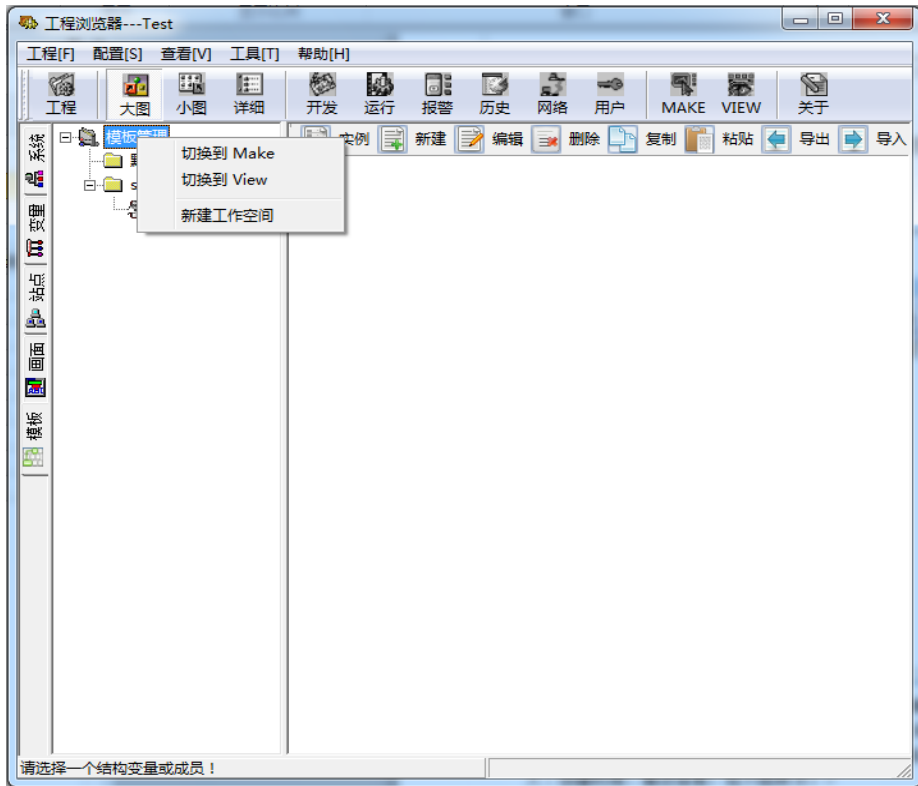 工程浏览器---Test
工程[F] 配置[S] 查看[V] 工具[T] 帮助[H]
工程 大图 小图 详细 开发 运行 报警 历史 网络 用户 MAKE VIEW 关于
系统
变量
站点
画面
模板
模板管理
s
切换到 Make
切换到 View
新建工作空间
实例 新建 编辑 删除 复制 粘贴 导出 导入
请选择一个结构变量或成员！